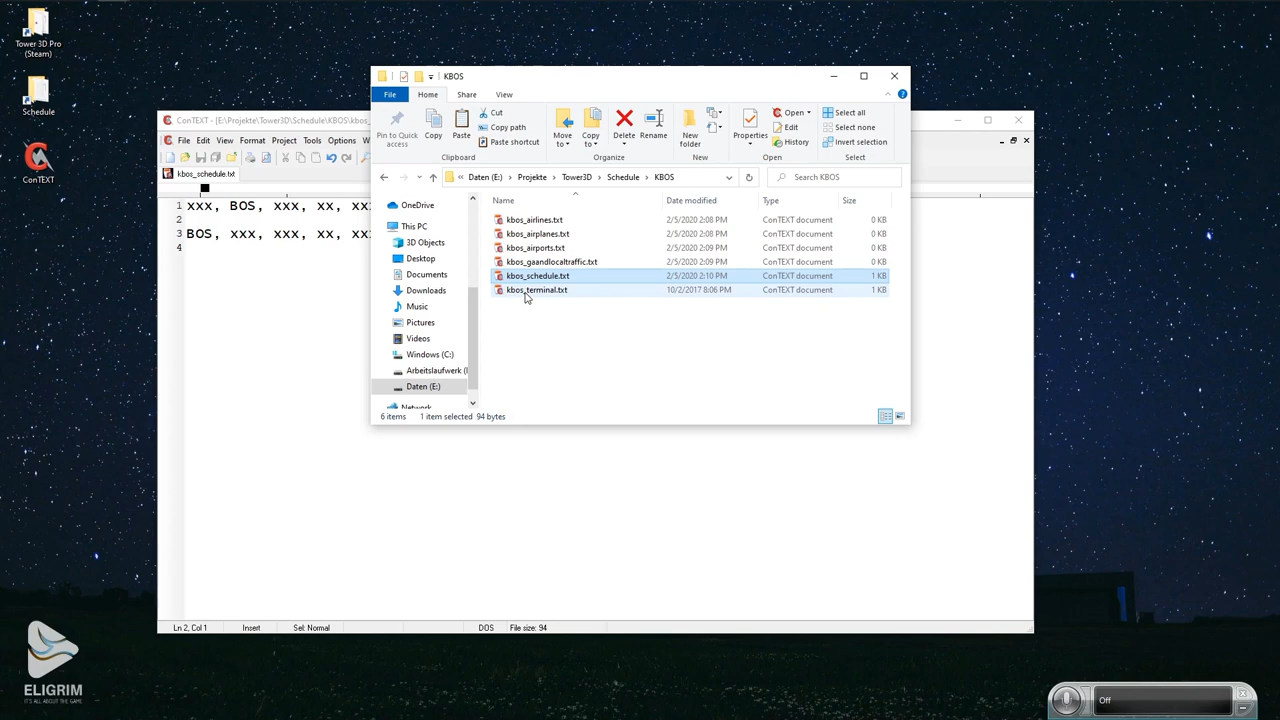 Tower 3D Pro
(Steam)
Schedule
ConTEXT
KBOS
File
Home
Share
View
Pin to Quick
access
Copy
Paste
Cut
Copy path
Paste shortcut
Clipboard
Move
to
Copy
to
Delete
Rename
Organize
New
folder
New
Properties
Open
Edit
History
Open
Select all
Select none
Invert selection
Select
Daten (E:) > Projekte > Tower3D > Schedule > KBOS
Search KBOS
OneDrive
This PC
3D Objects
Desktop
Documents
Downloads
Music
Pictures
Videos
Windows (C:)
Arbeitslaufwerk (
Daten (E:)
Network
Name Date modified Type Size
kbos_airlines.txt 2/5/2020 2:08 PM ConTEXT document 0 KB
kbos_airplanes.txt 2/5/2020 2:08 PM ConTEXT document 0 KB
kbos_airports.txt 2/5/2020 2:09 PM ConTEXT document 0 KB
kbos_gaandlocaltraffic.txt 2/5/2020 2:09 PM ConTEXT document 0 KB
kbos_schedule.txt 2/5/2020 2:10 PM ConTEXT document 1 KB
kbos_terminal.txt 10/2/2017 8:06 PM ConTEXT document 1 KB
6 items 1 item selected 94 bytes
ConTEXT - [E:\Projekte\Tower3D\Schedule\KBOS\kbos_
File Edit View Format Project Tools Options W
kbos_schedule.txt
1 xxx, BOS, xxx, xx, xx
2
3 BOS, xxx, xxx, xx, xx
4
Ln 2, Col 1 Insert Sel: Normal DOS File size: 94
ELIGRIM
IT'S ALL ABOUT THE GAME
Off